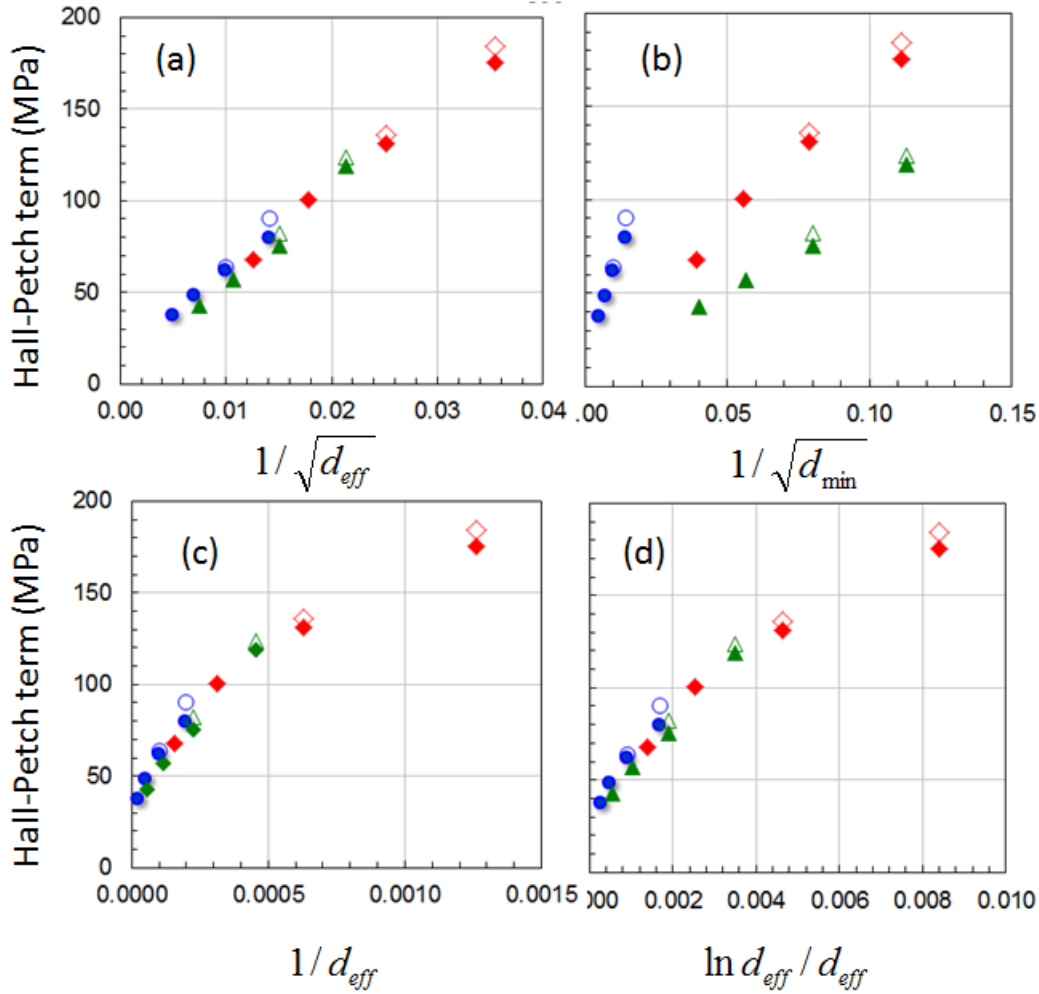 200
(a)
(b)
150
100
50
0
Hall-Petch term (MPa)
0.00 0.01 0.02 0.03 0.04
.00 0.05 0.10 0.15
1/√d_eff
1/√d_min
200
(c)
(d)
150
100
50
0
Hall-Petch term (MPa)
0.0000 0.0005 0.0010 0.0015
00 0.002 0.004 0.006 0.008 0.010
1/d_eff
ln d_eff / d_eff